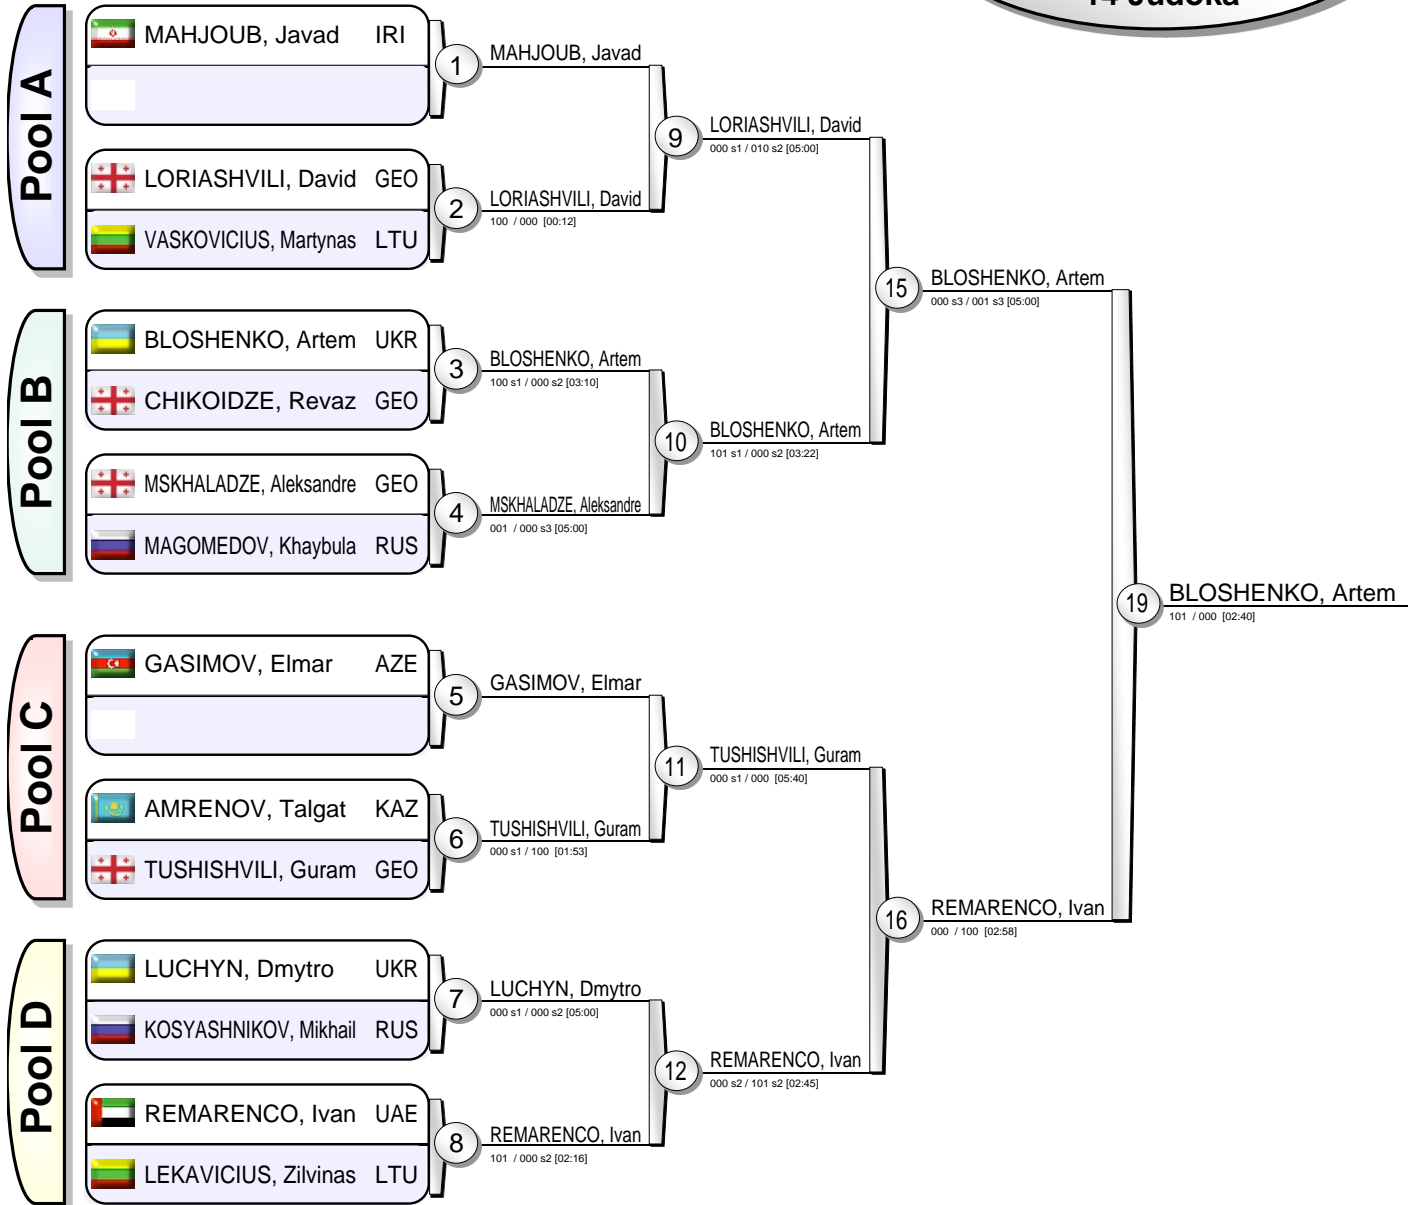 14 Judoka
Pool A
MAHJOUB, Javad IRI
1
MAHJOUB, Javad
LORIASHVILI, David GEO
VASKOVICIUS, Martynas LTU
2
LORIASHVILI, David
100 / 000 [00:12]
9
LORIASHVILI, David
000 s1 / 010 s2 [05:00]
Pool B
BLOSHENKO, Artem UKR
CHIKOIDZE, Revaz GEO
3
BLOSHENKO, Artem
100 s1 / 000 s2 [03:10]
MSKHALADZE, Aleksandre GEO
MAGOMEDOV, Khaybula RUS
4
MSKHALADZE, Aleksandre
001 / 000 s3 [05:00]
10
BLOSHENKO, Artem
101 s1 / 000 s2 [03:22]
15
BLOSHENKO, Artem
000 s3 / 001 s3 [05:00]
Pool C
GASIMOV, Elmar AZE
5
GASIMOV, Elmar
AMRENOV, Talgat KAZ
TUSHISHVILI, Guram GEO
6
TUSHISHVILI, Guram
000 s1 / 100 [01:53]
11
TUSHISHVILI, Guram
000 s1 / 000 [05:40]
Pool D
LUCHYN, Dmytro UKR
KOSYASHNIKOV, Mikhail RUS
7
LUCHYN, Dmytro
000 s1 / 000 s2 [05:00]
REMARENCO, Ivan UAE
LEKAVICIUS, Zilvinas LTU
8
REMARENCO, Ivan
101 / 000 s2 [02:16]
12
REMARENCO, Ivan
000 s2 / 101 s2 [02:45]
16
REMARENCO, Ivan
000 / 100 [02:58]
19
BLOSHENKO, Artem
101 / 000 [02:40]